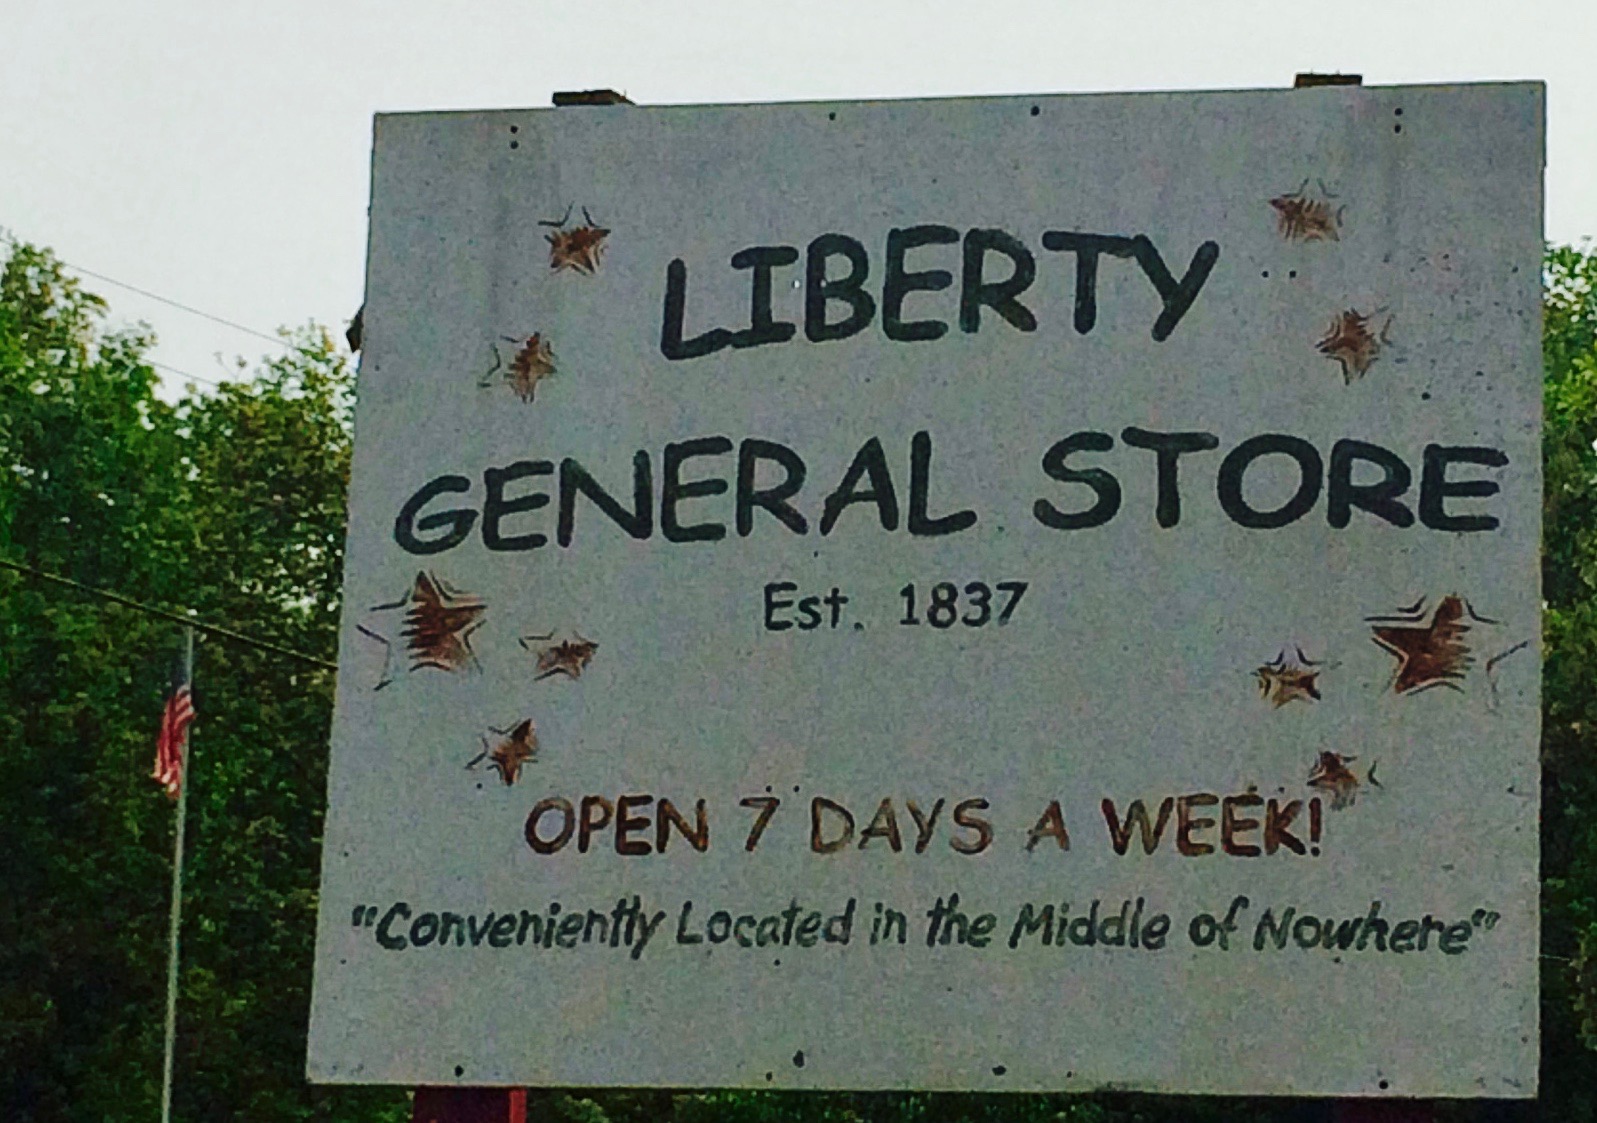 LIBERTY
GENERAL STORE
Est. 1837
OPEN 7 DAYS A WEEK!
"Conveniently Located in the Middle of Nowhere"